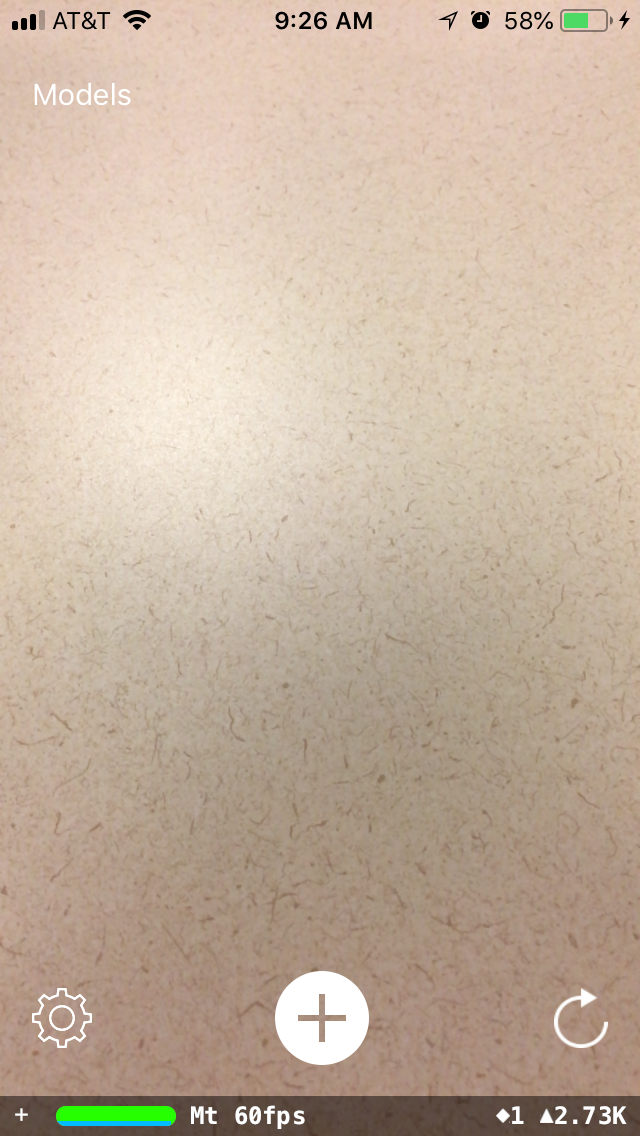 AT&T 9:26 AM 58%
Models
+ Mt 60fps ◆1 ▲2.73K